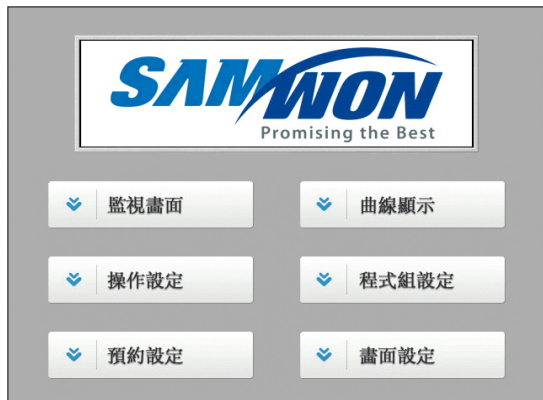 SAMWON
Promising the Best
監視畫面
曲線顯示
操作設定
程式組設定
預約設定
畫面設定